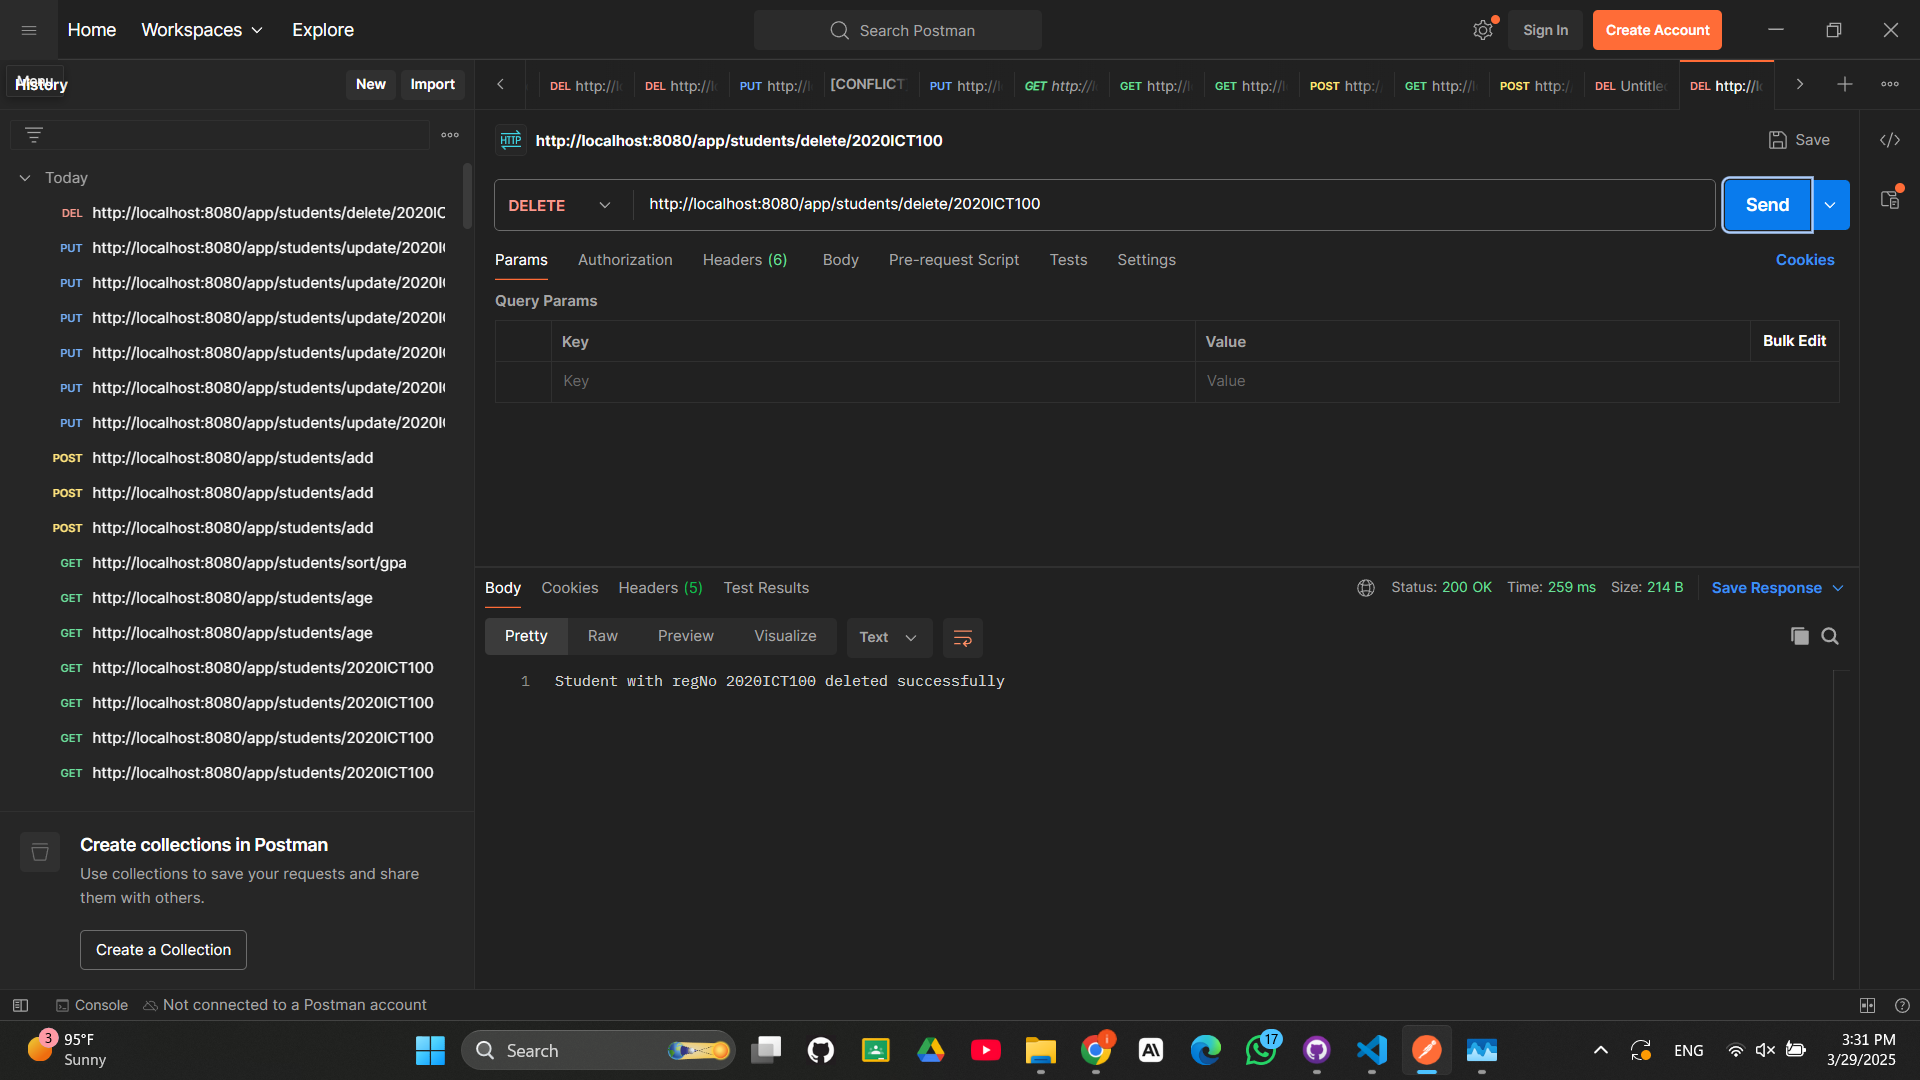 Home
Workspaces
Explore
Search Postman
Sign In
Create Account
Menu
History
New
Import
DEL http://l
DEL http://l
PUT http://l
[CONFLICT
PUT http://l
GET http://l
GET http://l
GET http://l
POST http:/
GET http://l
POST http:/
DEL Untitle
DEL http://l
http://localhost:8080/app/students/delete/2020ICT100
Save
Today
DEL http://localhost:8080/app/students/delete/2020IC
PUT http://localhost:8080/app/students/update/2020I
PUT http://localhost:8080/app/students/update/2020I
PUT http://localhost:8080/app/students/update/2020I
PUT http://localhost:8080/app/students/update/2020I
PUT http://localhost:8080/app/students/update/2020I
PUT http://localhost:8080/app/students/update/2020I
POST http://localhost:8080/app/students/add
POST http://localhost:8080/app/students/add
POST http://localhost:8080/app/students/add
GET http://localhost:8080/app/students/sort/gpa
GET http://localhost:8080/app/students/age
GET http://localhost:8080/app/students/age
GET http://localhost:8080/app/students/2020ICT100
GET http://localhost:8080/app/students/2020ICT100
GET http://localhost:8080/app/students/2020ICT100
GET http://localhost:8080/app/students/2020ICT100
Create collections in Postman
Use collections to save your requests and share
them with others.
Create a Collection
DELETE
http://localhost:8080/app/students/delete/2020ICT100
Send
Params
Authorization
Headers (6)
Body
Pre-request Script
Tests
Settings
Cookies
Query Params
Key
Value
Bulk Edit
Key
Value
Body
Cookies
Headers (5)
Test Results
Status: 200 OK
Time: 259 ms
Size: 214 B
Save Response
Pretty
Raw
Preview
Visualize
Text
1 Student with regNo 2020ICT100 deleted successfully
Console
Not connected to a Postman account
3
95°F
Sunny
Search
17
ENG
3:31 PM
3/29/2025